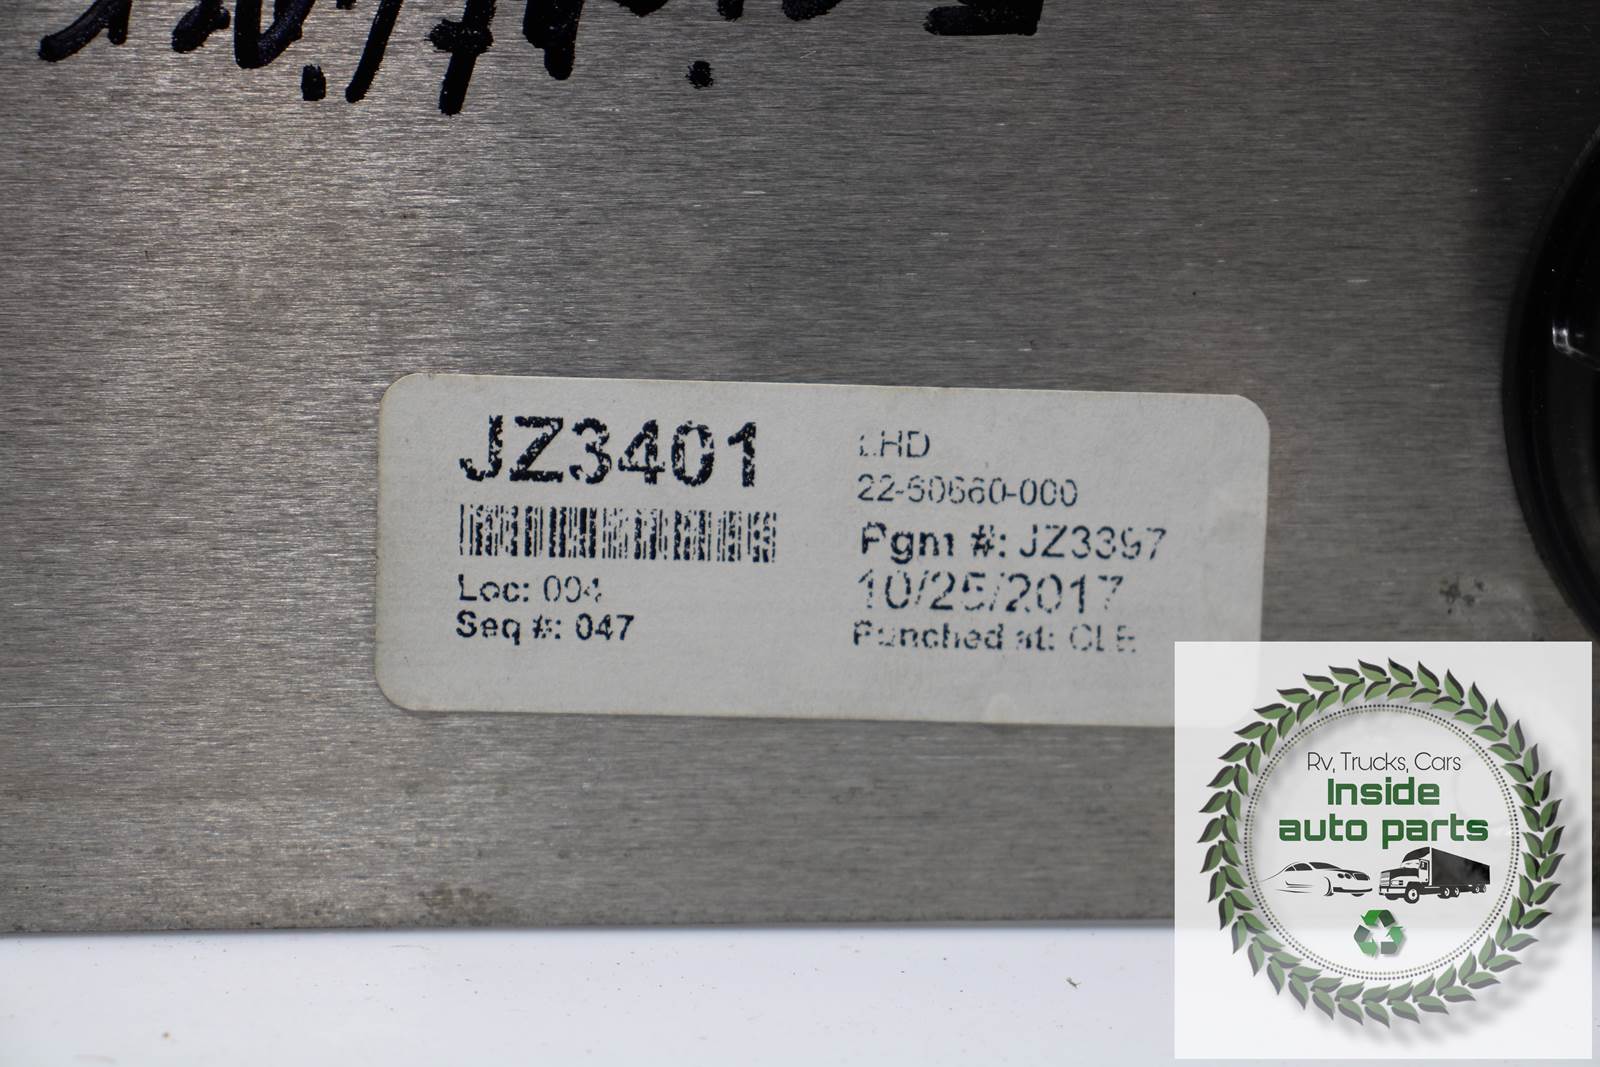 JZ3401
Loc: 094
Seq #: 047
LHD
22-60660-000
Pgm #: JZ3397
10/25/2017
Punched at: CLE
Rv, Trucks, Cars
Inside
auto parts